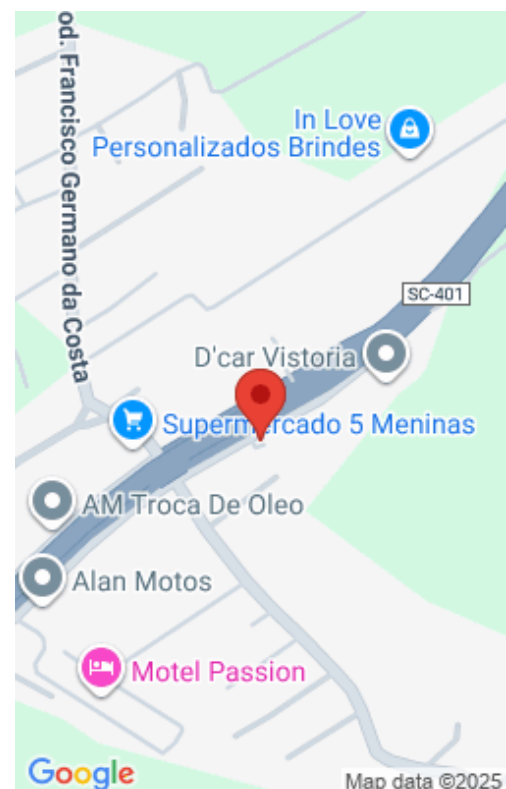 od. Francisco Germano da Costa
In Love
Personalizados Brindes
SC-401
D'car Vistoria
Supermercado 5 Meninas
AM Troca De Oleo
Alan Motos
Motel Passion
Google
Map data ©2025